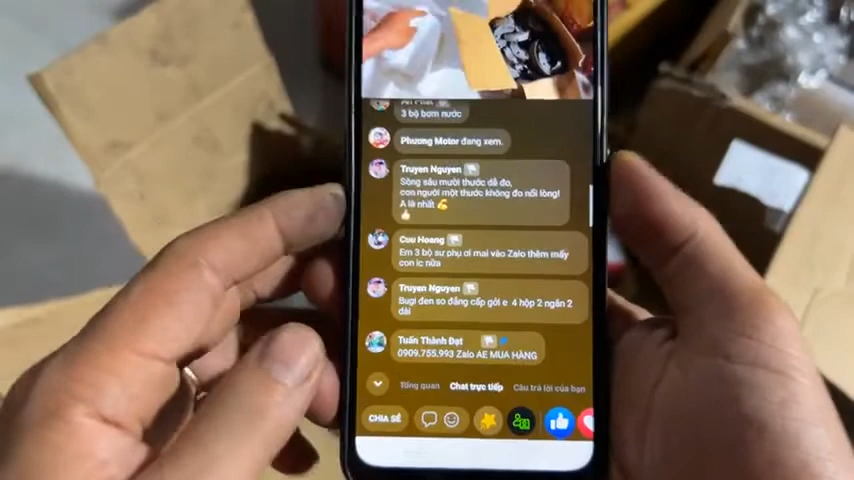 3 bộ bơm nước
Phương Motor đang xem.
Truyen Nguyen
Sông sâu mười thước dễ đo,
con người một thước không đo nổi lòng!
A là nhất 💪
👍🏻
Cuu Hoang
Em 3 bộ sư phụ ơi mai vào Zalo thêm mấy
con ic nữa
Truyen Nguyen
Bugi đen so đẳng cấp gởi e 4 hộp 2 ngắn 2
dài
Tuấn Thành Đạt
0909.755.993 Zalo AE MUA HÀNG
Tổng quan Chat trực tiếp Câu trả lời của bạn
CHIA SẺ